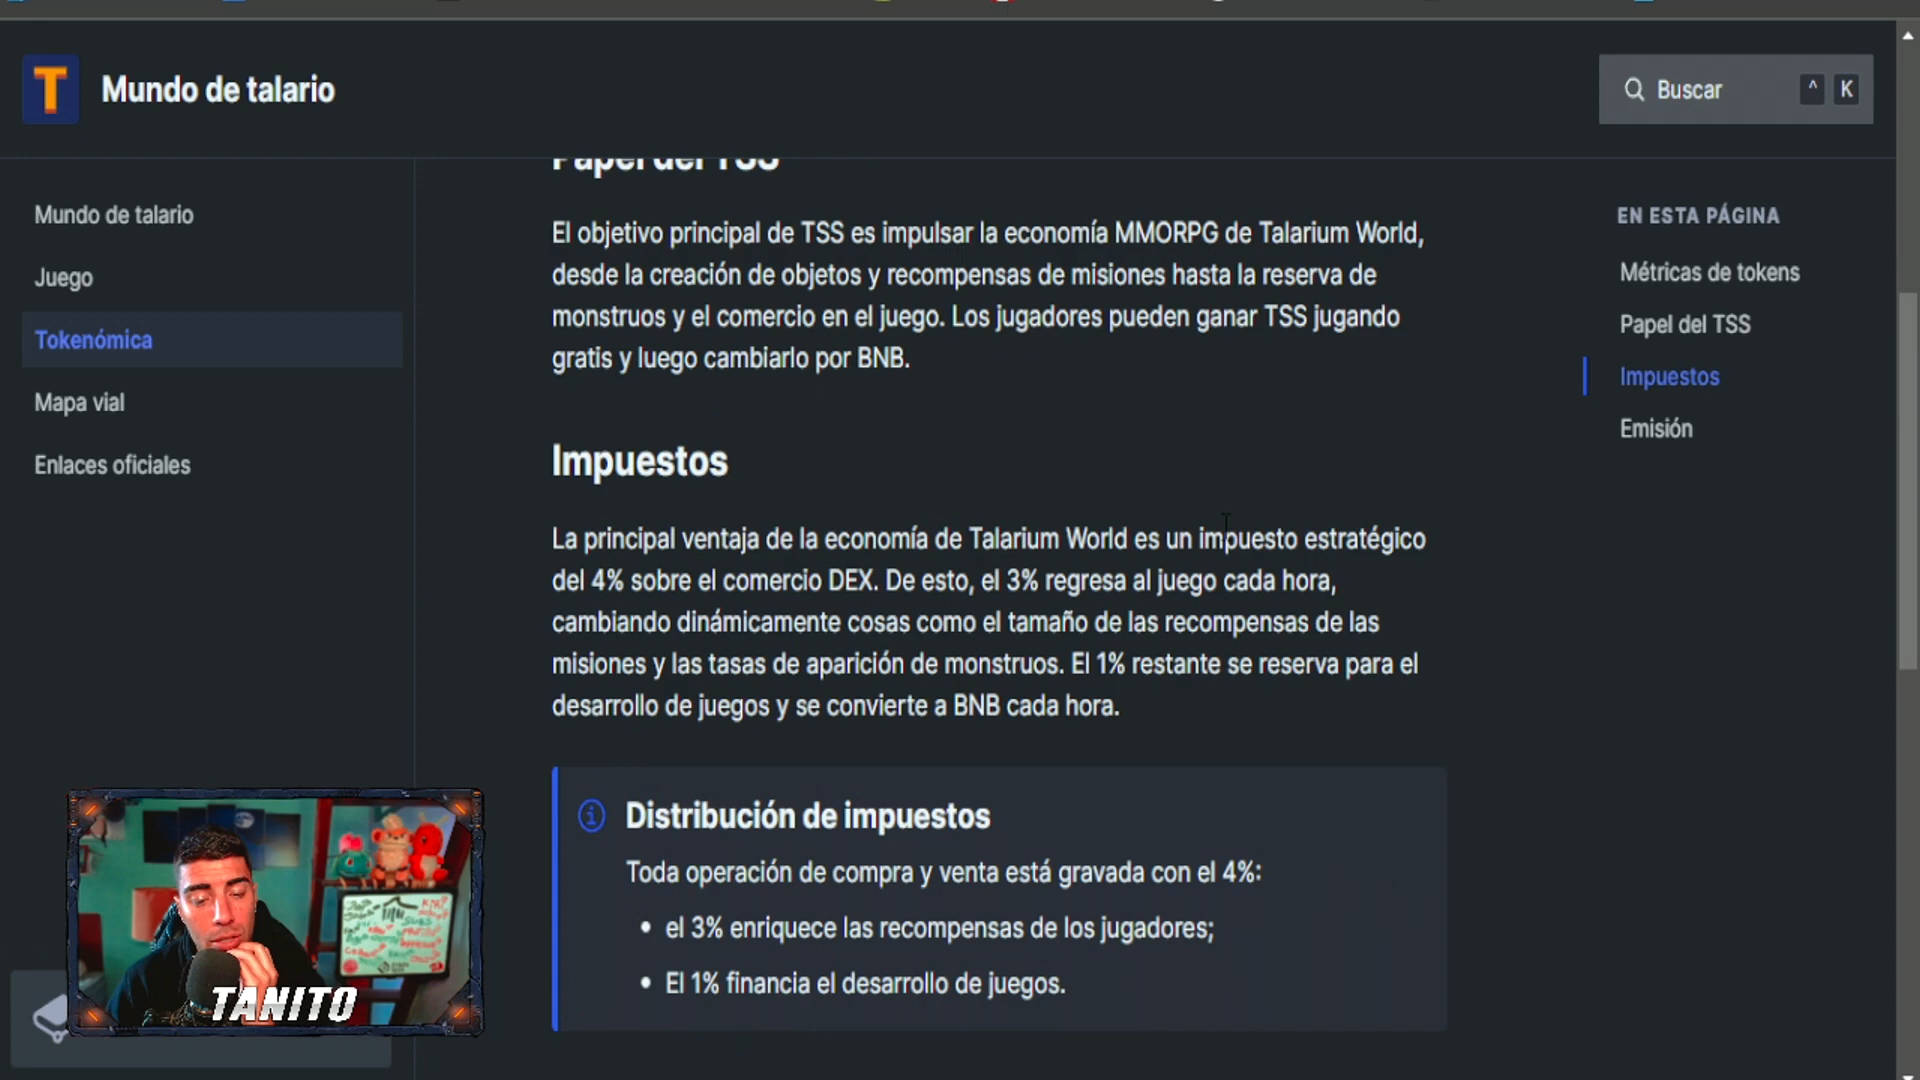 T
Mundo de talario
Buscar
^ K
Mundo de talario
Juego
Tokenómica
Mapa vial
Enlaces oficiales
Papel del TSS
El objetivo principal de TSS es impulsar la economía MMORPG de Talarium World,
desde la creación de objetos y recompensas de misiones hasta la reserva de
monstruos y el comercio en el juego. Los jugadores pueden ganar TSS jugando
gratis y luego cambiarlo por BNB.
Impuestos
La principal ventaja de la economía de Talarium World es un impuesto estratégico
del 4% sobre el comercio DEX. De esto, el 3% regresa al juego cada hora,
cambiando dinámicamente cosas como el tamaño de las recompensas de las
misiones y las tasas de aparición de monstruos. El 1% restante se reserva para el
desarrollo de juegos y se convierte a BNB cada hora.
Distribución de impuestos
Toda operación de compra y venta está gravada con el 4%:
• el 3% enriquece las recompensas de los jugadores;
• El 1% financia el desarrollo de juegos.
EN ESTA PÁGINA
Métricas de tokens
Papel del TSS
Impuestos
Emisión
TANITO